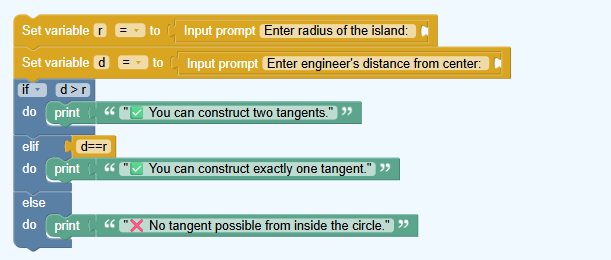 Set variable r = to Input prompt Enter radius of the island:
Set variable d = to Input prompt Enter engineer's distance from center:
if d > r
do print “ "✅ You can construct two tangents." ”
elif d==r
do print “ "✅ You can construct exactly one tangent." ”
else
do print “ "❌ No tangent possible from inside the circle." ”